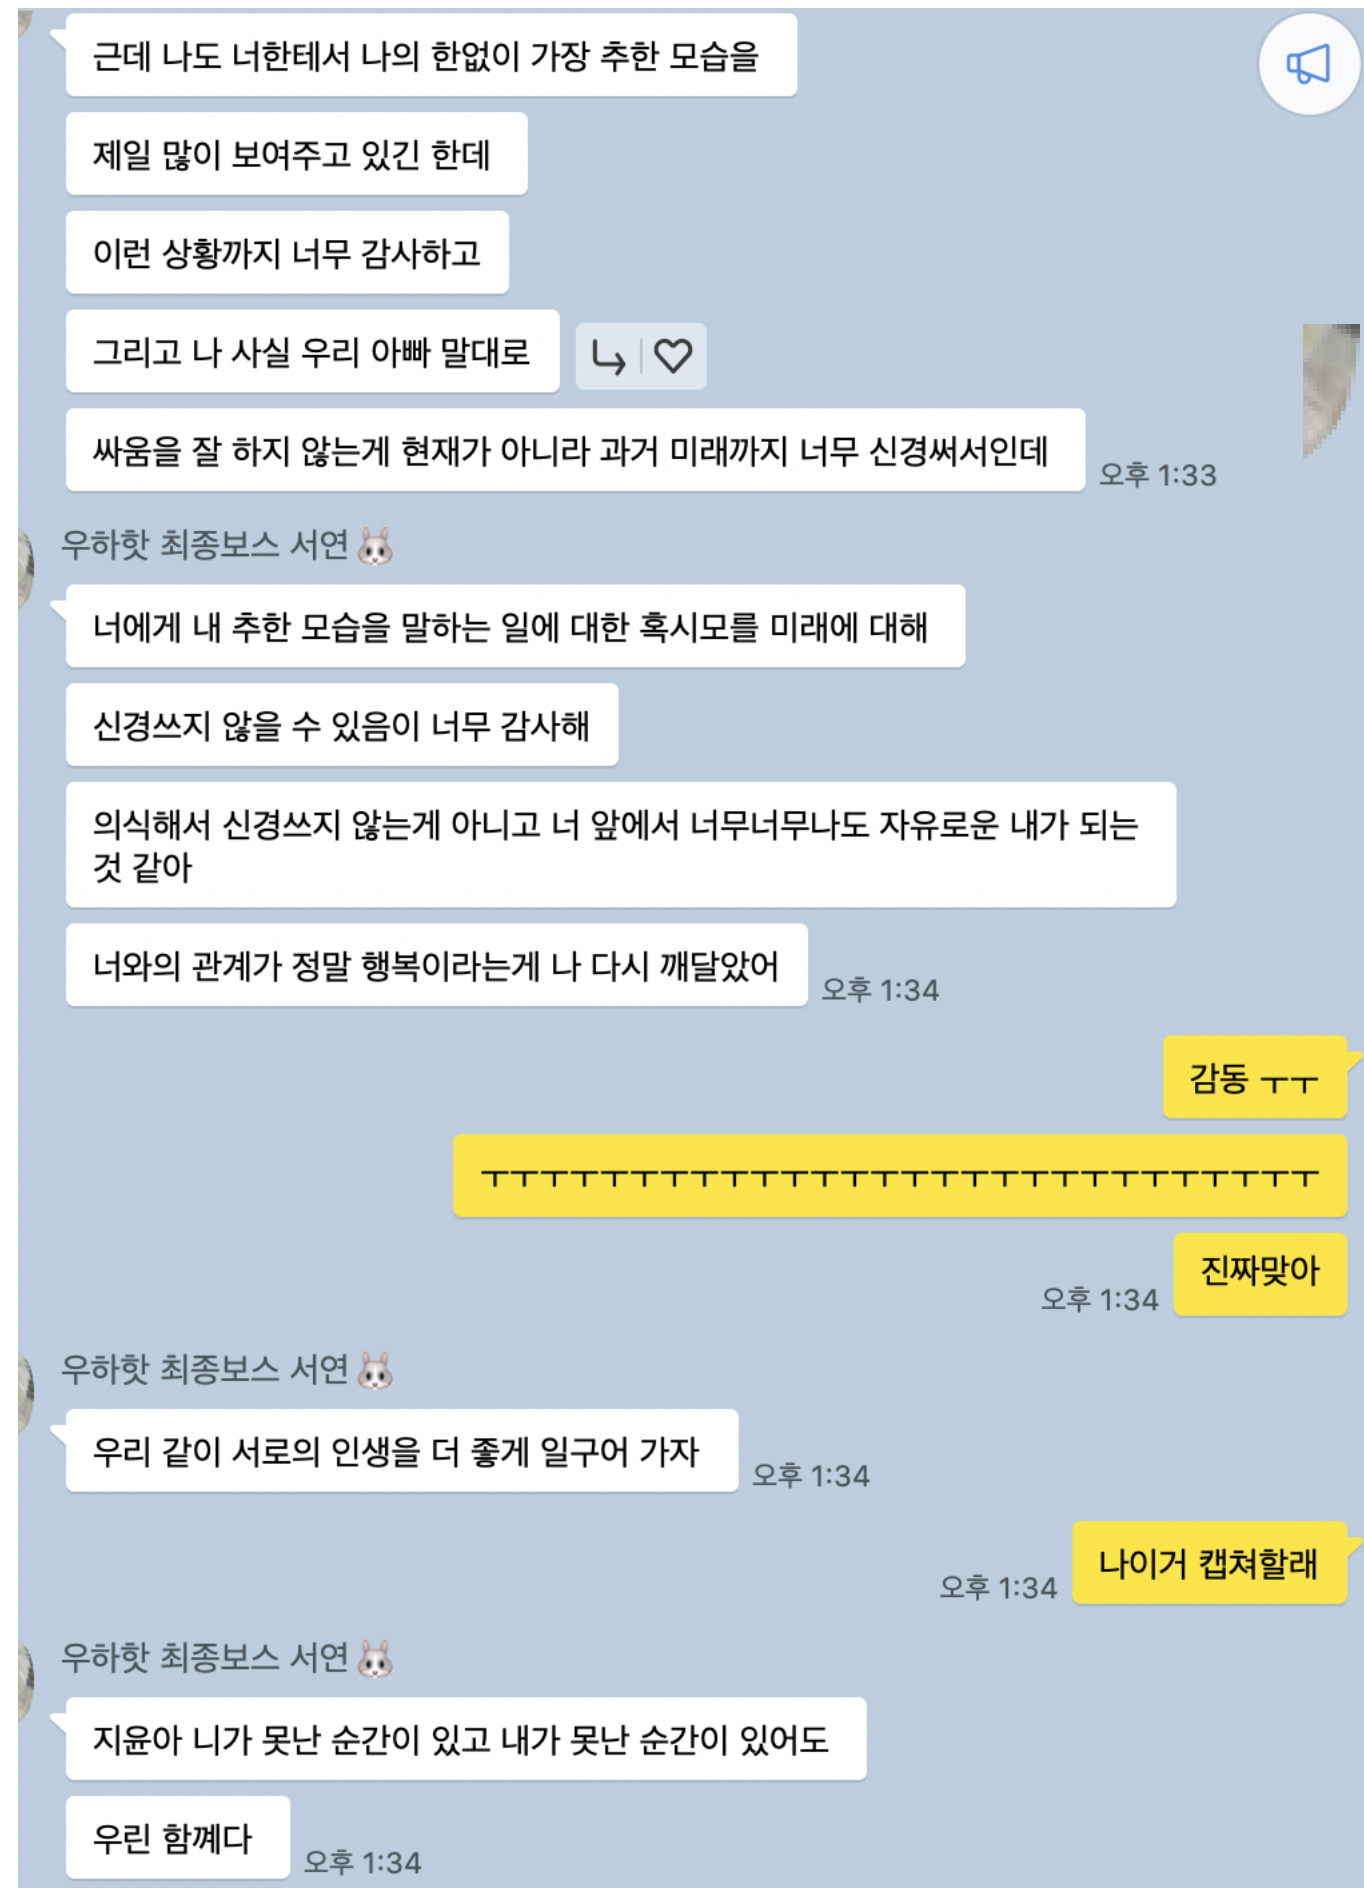 근데 나도 너한테서 나의 한없이 가장 추한 모습을
제일 많이 보여주고 있긴 한데
이런 상황까지 너무 감사하고
그리고 나 사실 우리 아빠 말대로
싸움을 잘 하지 않는게 현재가 아니라 과거 미래까지 너무 신경써서인데
오후 1:33
우하핫 최종보스 서연🐰
너에게 내 추한 모습을 말하는 일에 대한 혹시모를 미래에 대해
신경쓰지 않을 수 있음이 너무 감사해
의식해서 신경쓰지 않는게 아니고 너 앞에서 너무너무나도 자유로운 내가 되는
것 같아
너와의 관계가 정말 행복이라는게 나 다시 깨달았어
오후 1:34
감동 ㅜㅜ
ㅜㅜㅜㅜㅜㅜㅜㅜㅜㅜㅜㅜㅜㅜㅜㅜㅜㅜㅜㅜㅜㅜㅜㅜㅜㅜㅜㅜ
진짜맞아
오후 1:34
우하핫 최종보스 서연🐰
우리 같이 서로의 인생을 더 좋게 일구어 가자
오후 1:34
나이거 캡쳐할래
오후 1:34
우하핫 최종보스 서연🐰
지윤아 니가 못난 순간이 있고 내가 못난 순간이 있어도
우린 함꼐다
오후 1:34